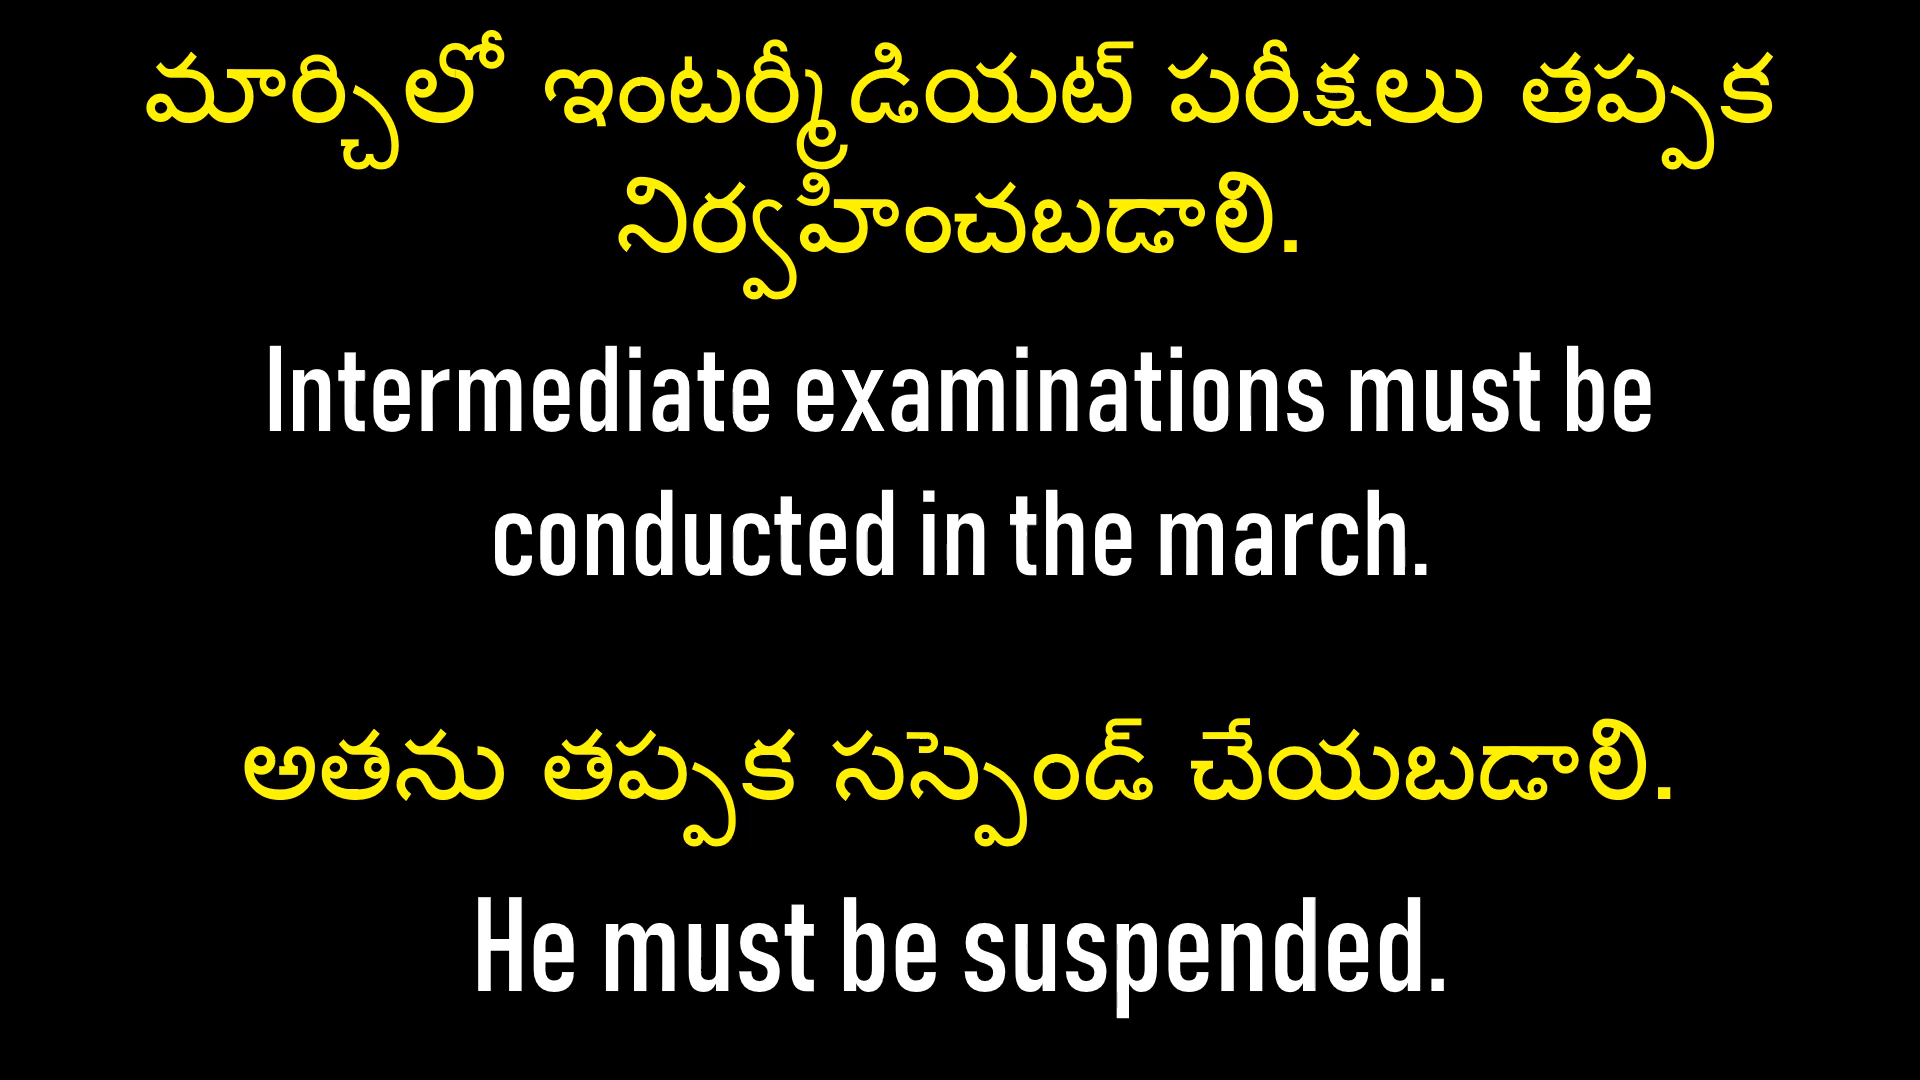 మార్చిలో ఇంటర్మీడియట్ పరీక్షలు తప్పక
నిర్వహించబడాలి.
Intermediate examinations must be
conducted in the march.
అతను తప్పక సస్పెండ్ చేయబడాలి.
He must be suspended.